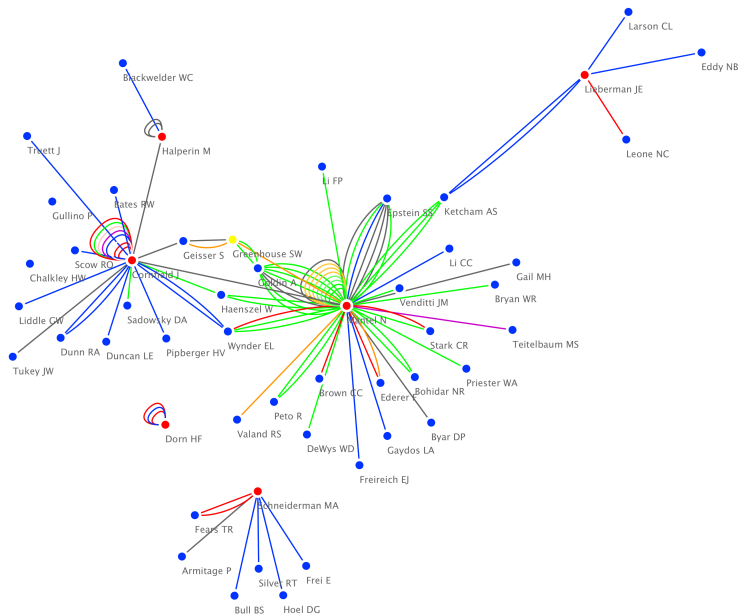 Larson CL
Eddy NB
Blackwelder WC
Lieberman JE
Truett J
Halperin M
Leone NC
Li FP
Bates RW
Gullino P
Epstein SS
Ketcham AS
Geisser S
Greenhouse SW
Scow RO
Cornfield J
Li CC
Chalkley HW
Goldin A
Gail MH
Venditti JM
Bryan WR
Liddle GW
Sadowsky DA
Haenszel W
Mantel N
Wynder EL
Stark CR
Teitelbaum MS
Tukey JW
Dunn RA
Duncan LE
Pipberger HV
Brown CC
Ederer F
Bohidar NR
Priester WA
Peto R
Valand RS
Byar DP
Dorn HF
DeWys WD
Gaydos LA
Freireich EJ
Schneiderman MA
Fears TR
Armitage P
Silver RT
Frei E
Bull BS
Hoel DG